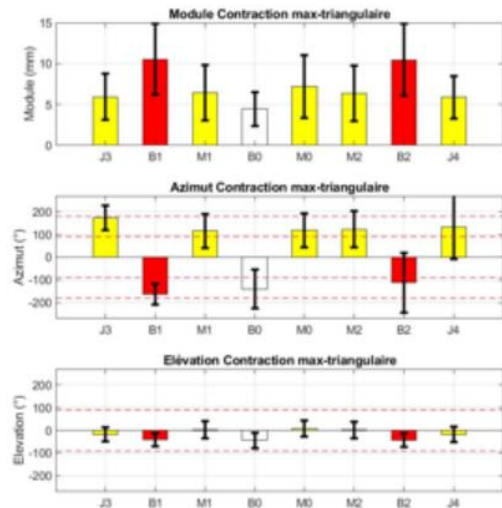 Module Contraction max-triangulaire
Module (mm)
15
10
5
0
J3 B1 M1 B0 M0 M2 B2 J4
Azimut Contraction max-triangulaire
Azimut (°)
200
100
0
-100
-200
J3 B1 M1 B0 M0 M2 B2 J4
Elévation Contraction max-triangulaire
Elevation (°)
200
100
0
-100
-200
J3 B1 M1 B0 M0 M2 B2 J4